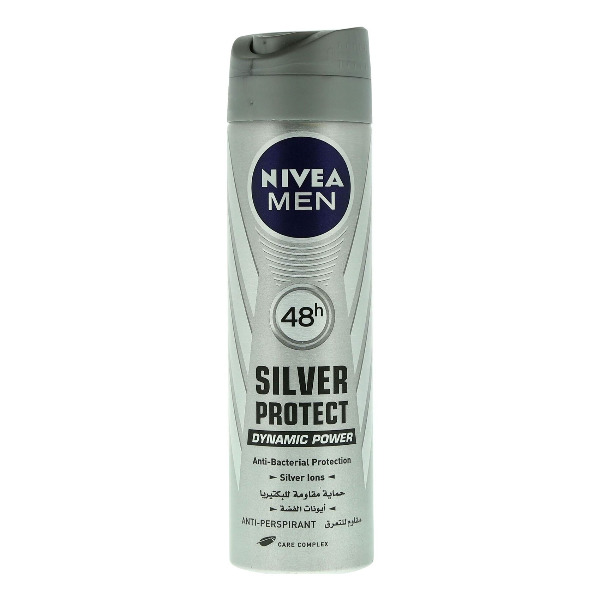 NIVEA
MEN
48h
SILVER
PROTECT
DYNAMIC POWER
Anti-Bacterial Protection
Silver Ions
حماية مقاومة للبكتيريا
أيونات الفضة
ANTI-PERSPIRANT مقاوم للتعرق
CARE COMPLEX